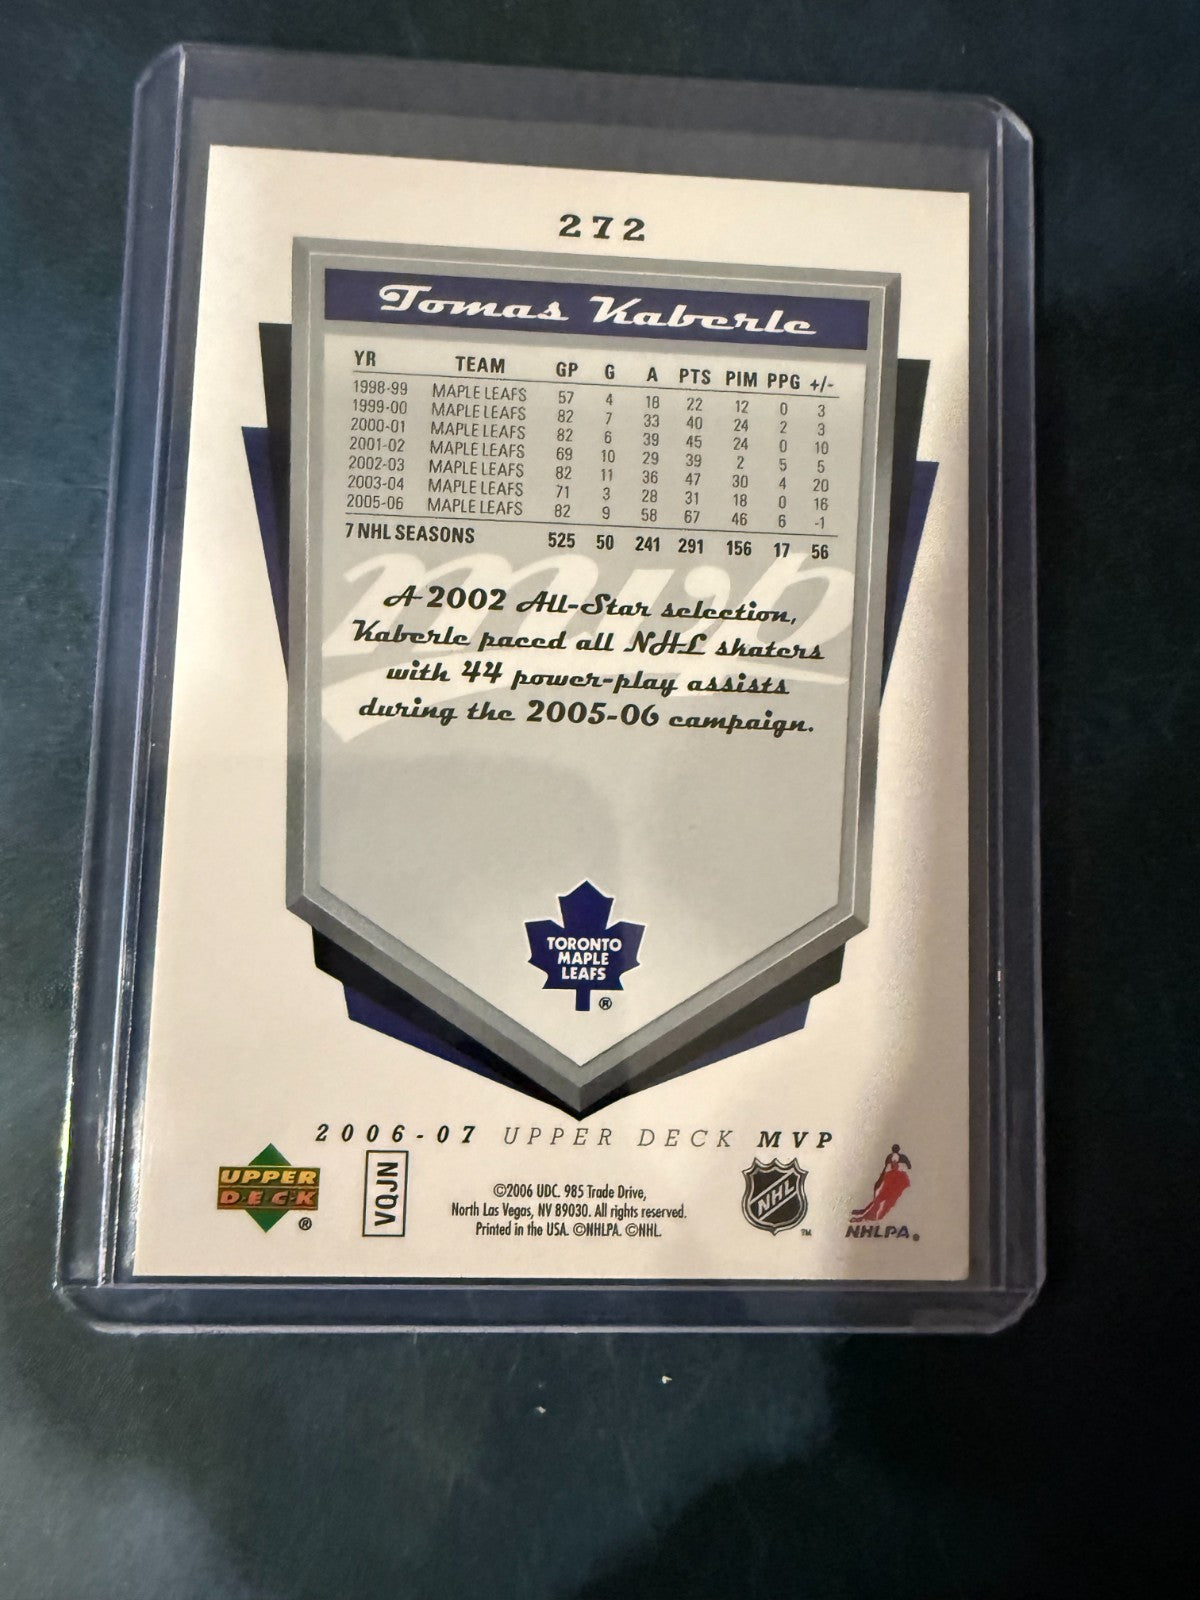 272
Tomas Kaberle
YR TEAM GP G A PTS PIM PPG +/-
1998-99 MAPLE LEAFS 57 4 18 22 12 0 3
1999-00 MAPLE LEAFS 82 7 33 40 24 2 3
2000-01 MAPLE LEAFS 82 6 39 45 24 0 10
2001-02 MAPLE LEAFS 69 10 29 39 2 5 5
2002-03 MAPLE LEAFS 82 11 36 47 30 4 20
2003-04 MAPLE LEAFS 71 3 28 31 18 0 16
2005-06 MAPLE LEAFS 82 9 58 67 46 6 -1
7 NHL SEASONS 525 50 241 291 156 17 56
mvp
A 2002 All-Star selection,
Kaberle paced all NHL skaters
with 44 power-play assists
during the 2005-06 campaign.
TORONTO
MAPLE
LEAFS
®
2006-07 UPPER DECK MVP
UPPER
DECK
®
VQJN
©2006 UDC. 985 Trade Drive,
North Las Vegas, NV 89030. All rights reserved.
Printed in the USA. ©NHLPA. ©NHL.
NHL
TM
NHLPA®